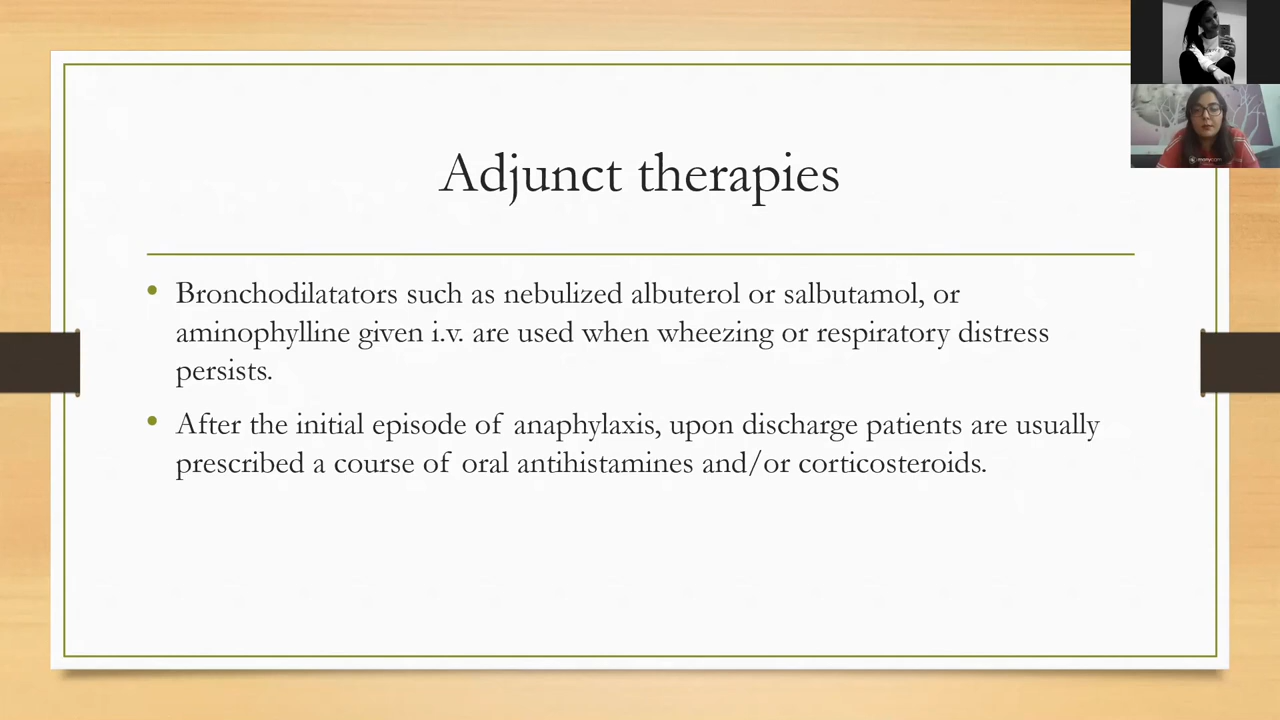 Adjunct therapies
• Bronchodilatators such as nebulized albuterol or salbutamol, or
aminophylline given i.v. are used when wheezing or respiratory distress
persists.
• After the initial episode of anaphylaxis, upon discharge patients are usually
prescribed a course of oral antihistamines and/or corticosteroids.